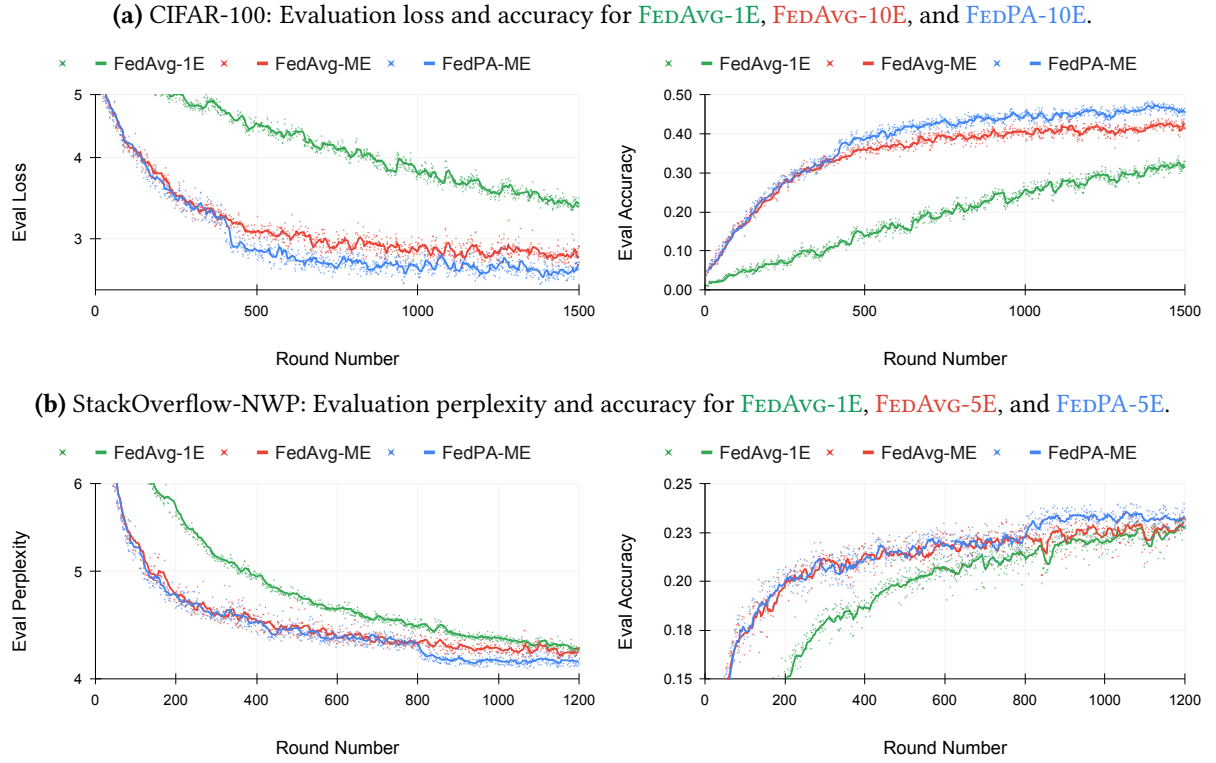 (a) CIFAR-100: Evaluation loss and accuracy for FEDAVG-1E, FEDAVG-10E, and FEDPA-10E.
× FedAvg-1E × FedAvg-ME × FedPA-ME
5
4
3
Eval Loss
0 500 1000 1500
Round Number
× FedAvg-1E × FedAvg-ME × FedPA-ME
0.50
0.40
0.30
0.20
0.10
0.00
Eval Accuracy
0 500 1000 1500
Round Number
(b) StackOverflow-NWP: Evaluation perplexity and accuracy for FEDAVG-1E, FEDAVG-5E, and FEDPA-5E.
× FedAvg-1E × FedAvg-ME × FedPA-ME
6
5
4
Eval Perplexity
0 200 400 600 800 1000 1200
Round Number
× FedAvg-1E × FedAvg-ME × FedPA-ME
0.25
0.23
0.20
0.18
0.15
Eval Accuracy
0 200 400 600 800 1000 1200
Round Number